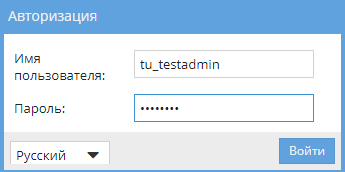 Авторизация
Имя
пользователя:
tu_testadmin
Пароль:
••••••••
Русский
Войти